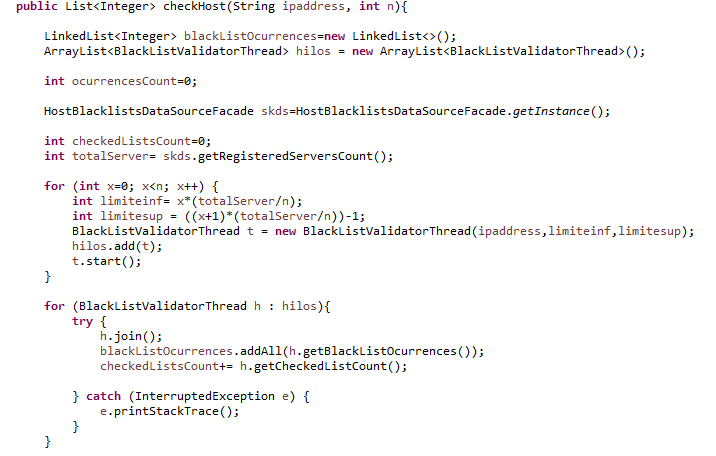 public List<Integer> checkHost(String ipaddress, int n){
LinkedList<Integer> blackListOcurrences=new LinkedList<>();
ArrayList<BlackListValidatorThread> hilos = new ArrayList<BlackListValidatorThread>();
int ocurrencesCount=0;
HostBlacklistsDataSourceFacade skds=HostBlacklistsDataSourceFacade.getInstance();
int checkedListsCount=0;
int totalServer= skds.getRegisteredServersCount();
for (int x=0; x<n; x++) {
int limiteinf= x*(totalServer/n);
int limitesup = ((x+1)*(totalServer/n))-1;
BlackListValidatorThread t = new BlackListValidatorThread(ipaddress,limiteinf,limitesup);
hilos.add(t);
t.start();
}
for (BlackListValidatorThread h : hilos){
try {
h.join();
blackListOcurrences.addAll(h.getBlackListOcurrences());
checkedListsCount+= h.getCheckedListCount();
} catch (InterruptedException e) {
e.printStackTrace();
}
}